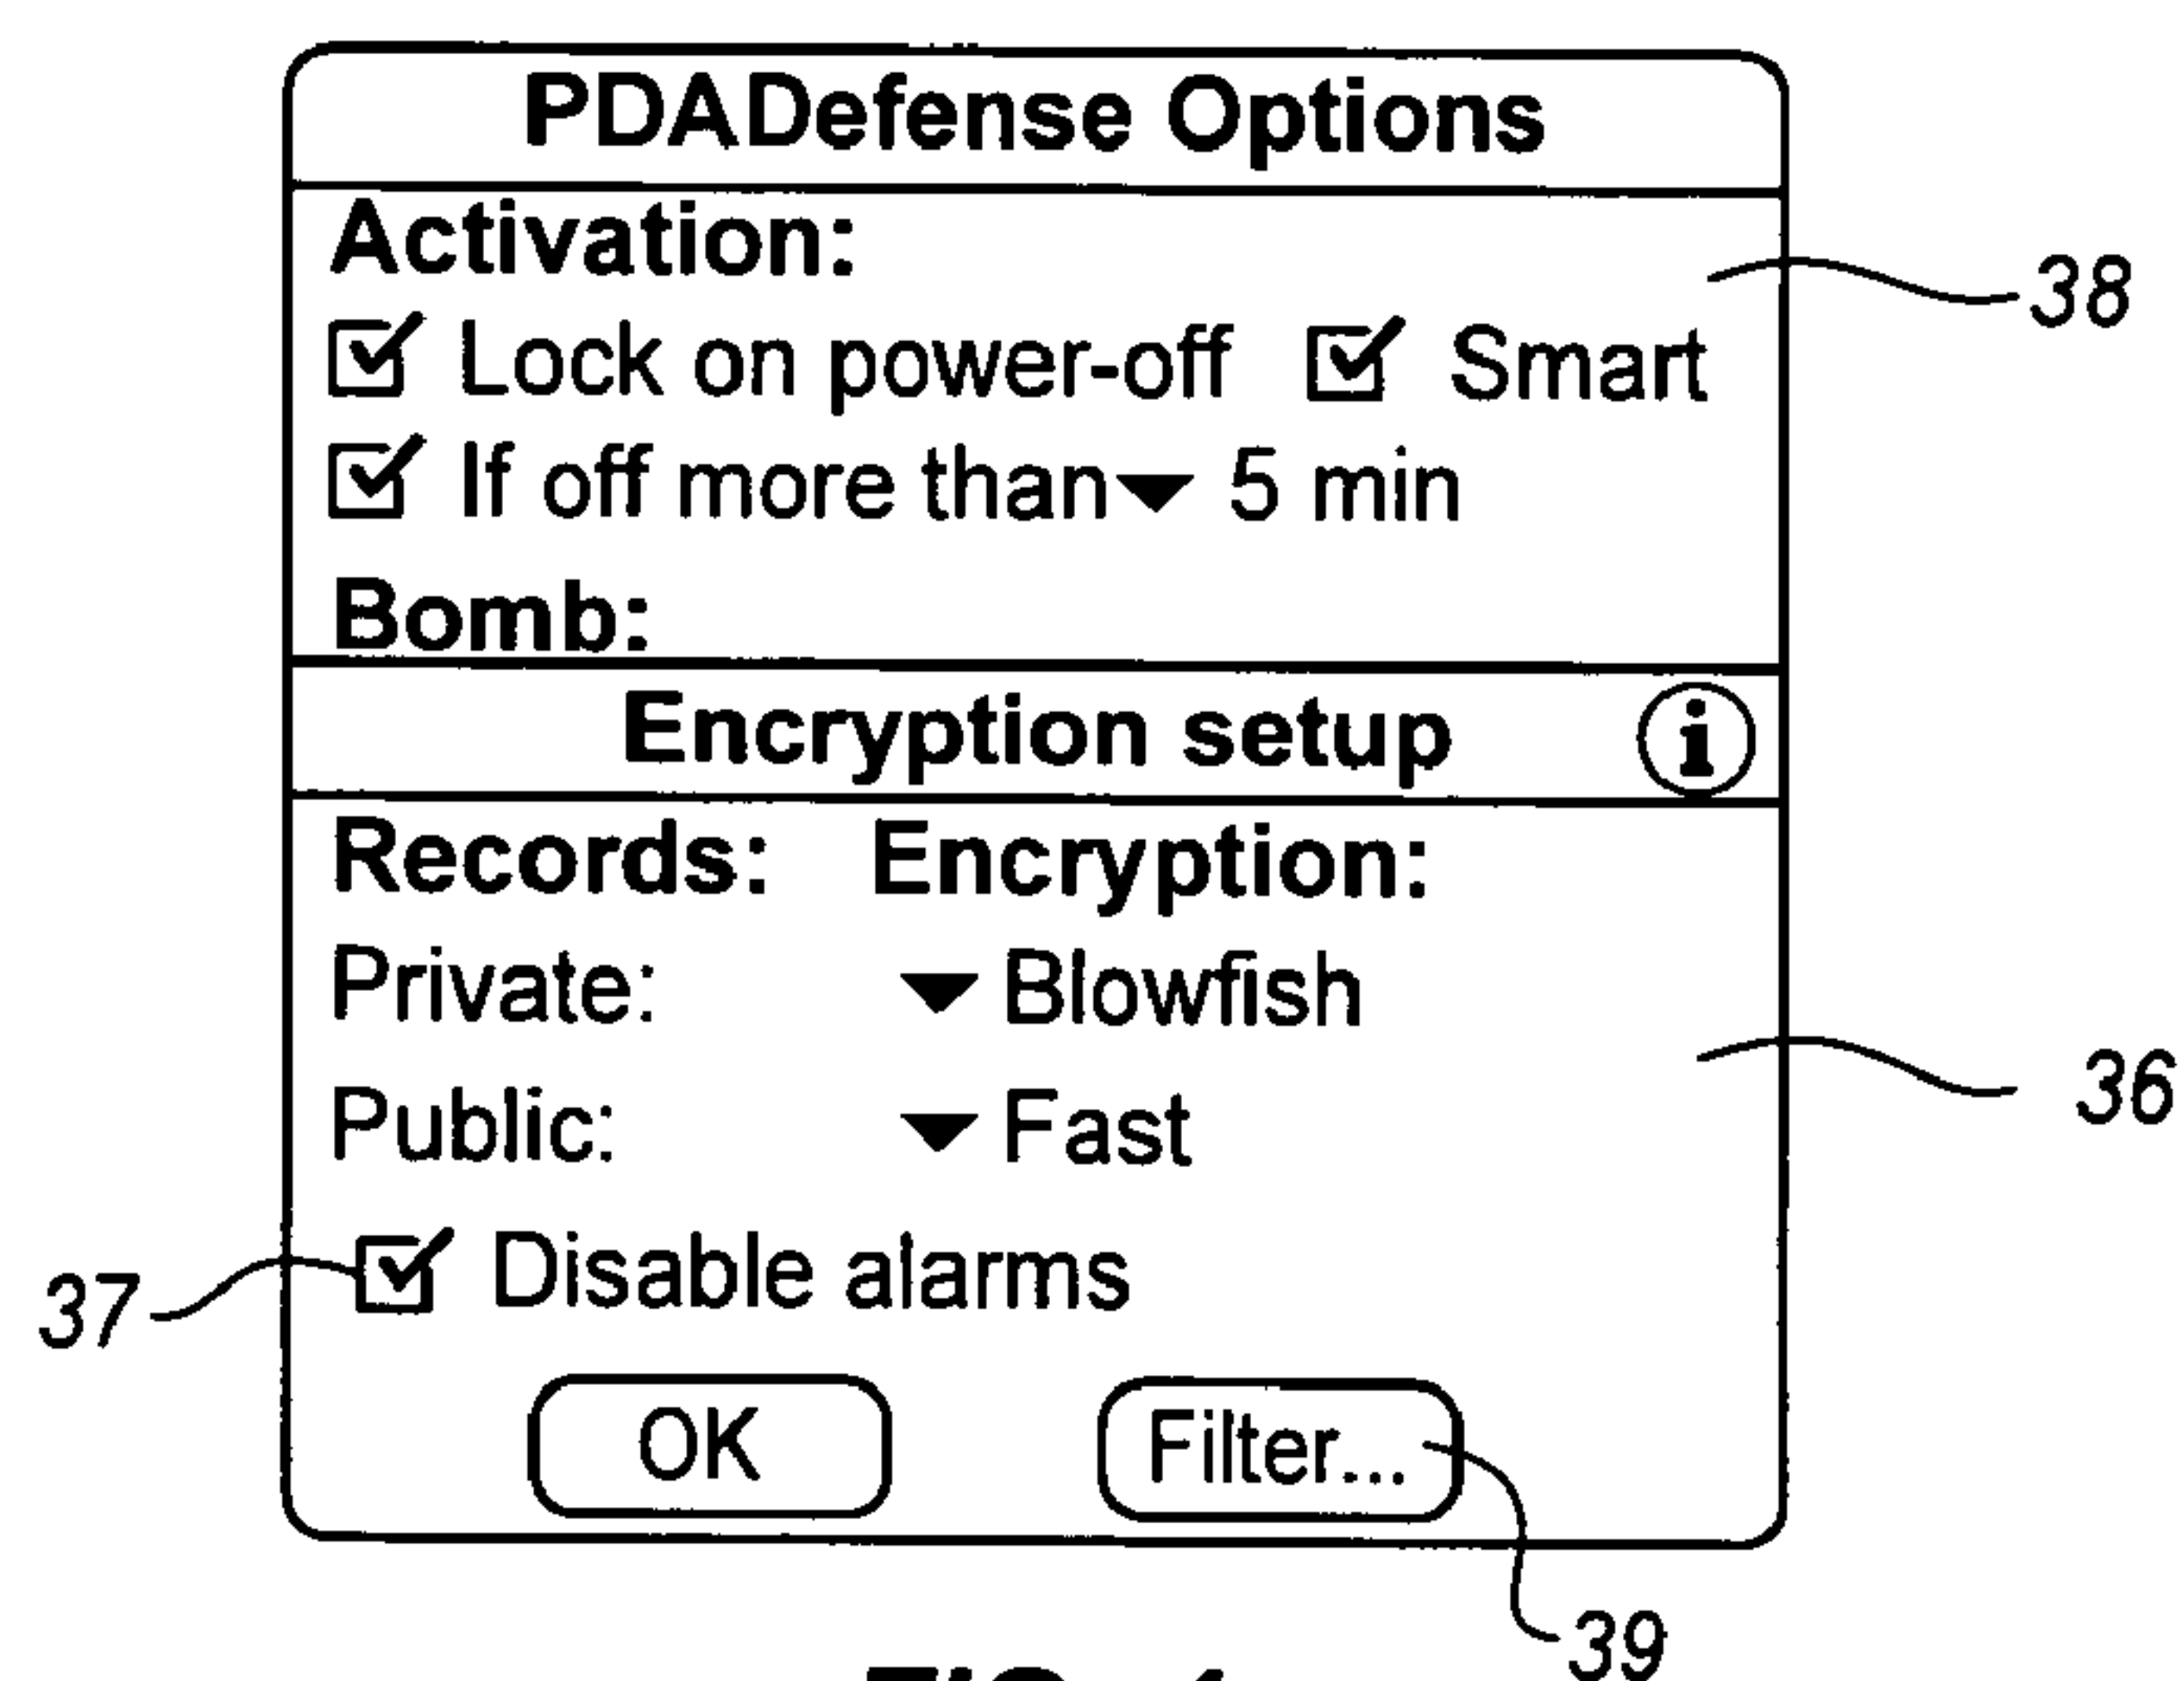 PDADefense Options
Activation:
38
Lock on power-off Smart
If off more than 5 min
Bomb:
Encryption setup i
Records: Encryption:
Private: Blowfish
36
Public: Fast
37
Disable alarms
OK Filter...
39